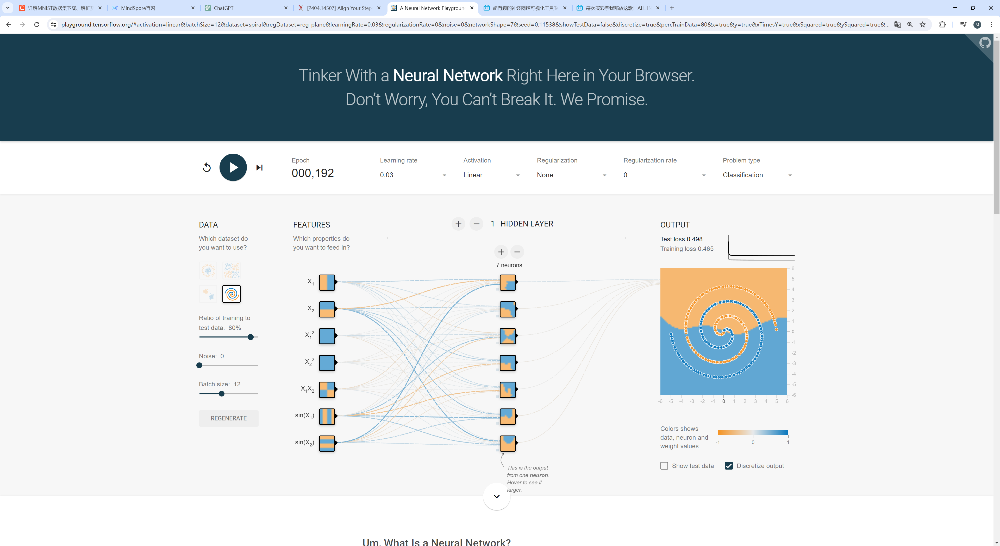 详解MNIST数据集下载、解析及
MindSpore官网
ChatGPT
[2404.14507] Align Your Step
A Neural Network Playground
超有趣的神经网络可视化工具Te
每次买彩票我都放这歌！ALL IN
playground.tensorflow.org/#activation=linear&batchSize=12&dataset=spiral&regDataset=reg-plane&learningRate=0.03&regularizationRate=0&noise=0&networkShape=7&seed=0.11538&showTestData=false&discretize=true&percTrainData=80&x=true&y=true&xTimesY=true&xSquared=true&ySquared=true&...
M
Tinker With a Neural Network Right Here in Your Browser.
Don't Worry, You Can't Break It. We Promise.
Epoch
000,192
Learning rate
0.03
Activation
Linear
Regularization
None
Regularization rate
0
Problem type
Classification
DATA
Which dataset do
you want to use?
Ratio of training to
test data: 80%
Noise: 0
Batch size: 12
REGENERATE
FEATURES
Which properties do
you want to feed in?
X1
X2
X1²
X2²
X1X2
sin(X1)
sin(X2)
1 HIDDEN LAYER
7 neurons
This is the output
from one neuron.
Hover to see it
larger.
OUTPUT
Test loss 0.498
Training loss 0.465
6
5
4
3
2
1
0
-1
-2
-3
-4
-5
-6
-6 -5 -4 -3 -2 -1 0 1 2 3 4 5 6
Colors shows
data, neuron and
weight values.
-1 0 1
Show test data
Discretize output
Um, What Is a Neural Network?